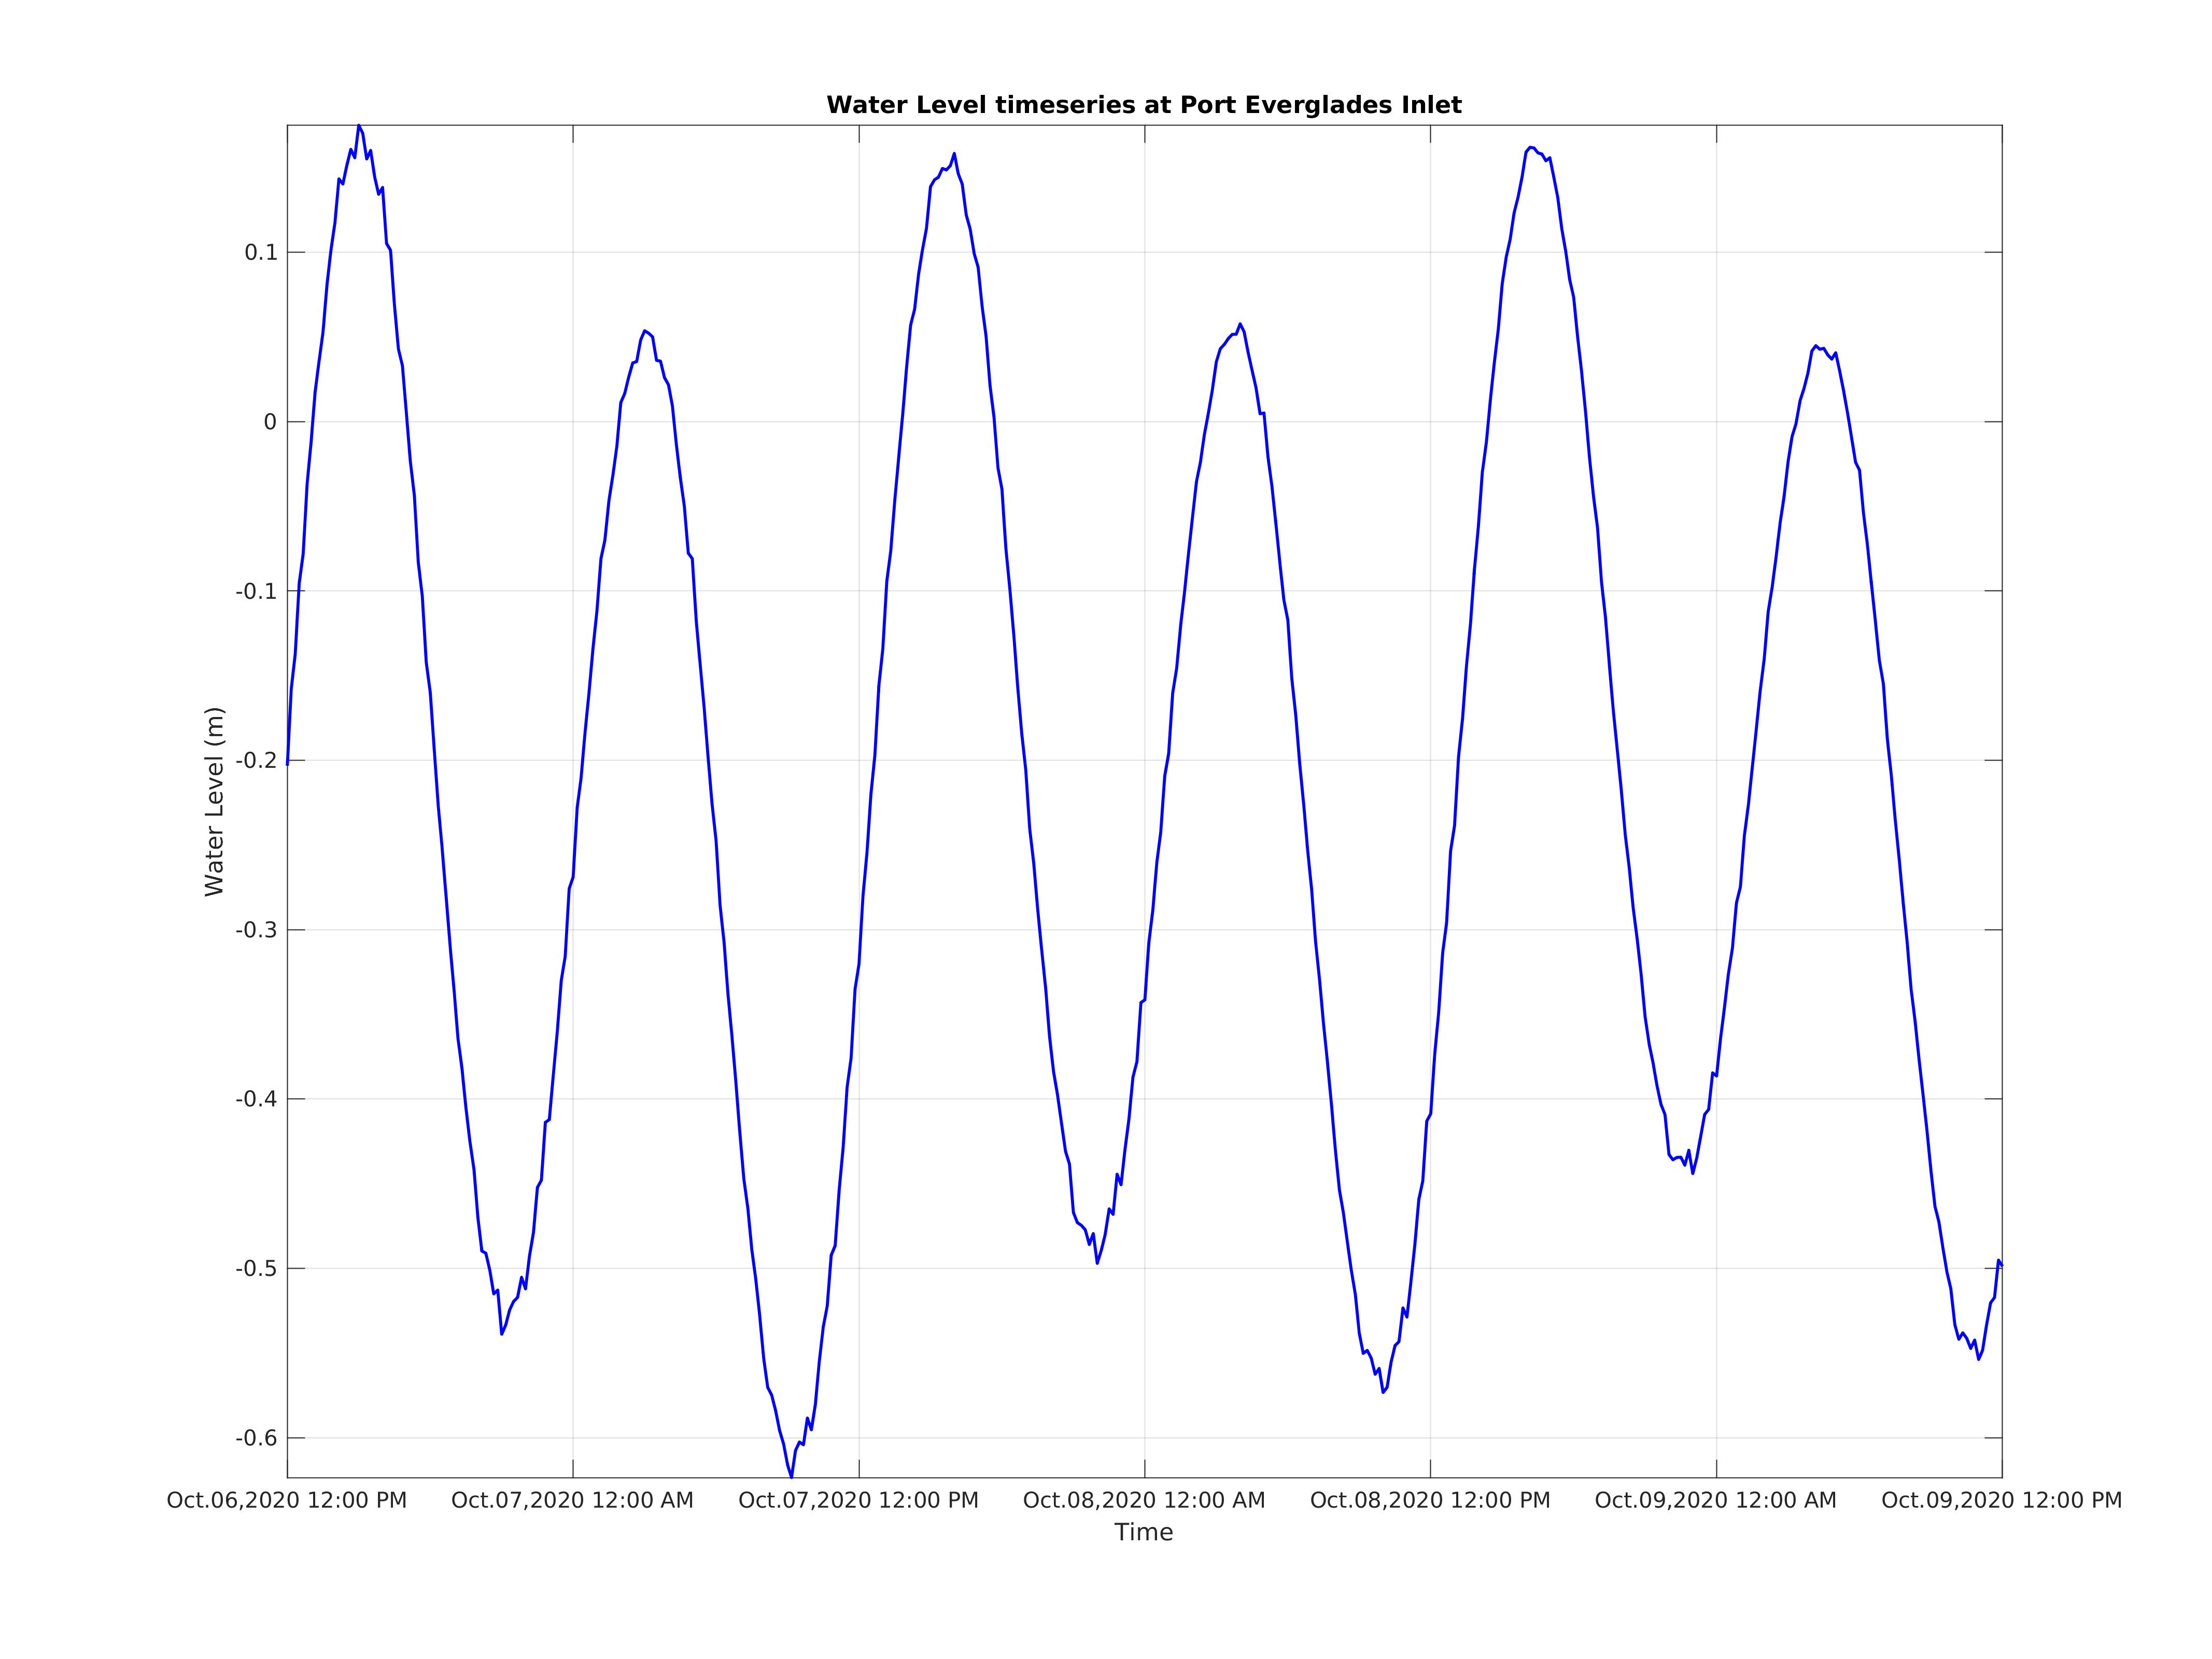 Water Level timeseries at Port Everglades Inlet
0.1
0
-0.1
-0.2
Water Level (m)
-0.3
-0.4
-0.5
-0.6
Oct.06,2020 12:00 PM Oct.07,2020 12:00 AM Oct.07,2020 12:00 PM Oct.08,2020 12:00 AM Oct.08,2020 12:00 PM Oct.09,2020 12:00 AM Oct.09,2020 12:00 PM
Time